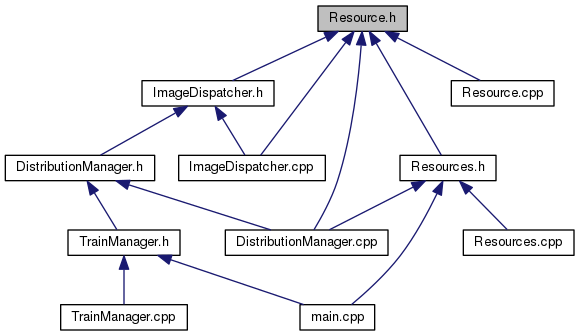 Resource.h
ImageDispatcher.h
Resource.cpp
DistributionManager.h
ImageDispatcher.cpp
Resources.h
TrainManager.h
DistributionManager.cpp
Resources.cpp
TrainManager.cpp
main.cpp